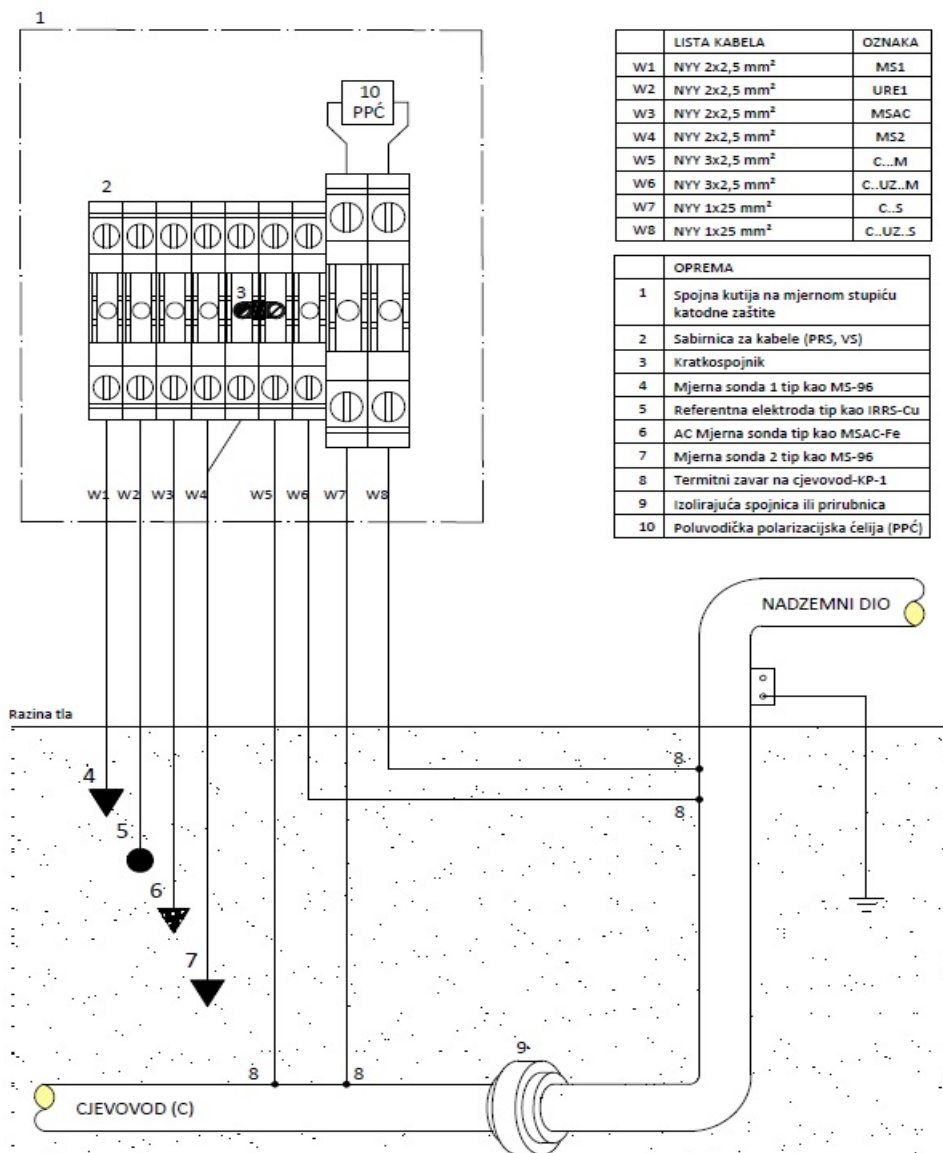 1
10
PPĆ
2
3
W1 W2 W3 W4 W5 W6 W7 W8
LISTA KABELA OZNAKA
W1 NYY 2x2,5 mm² MS1
W2 NYY 2x2,5 mm² URE1
W3 NYY 2x2,5 mm² MSAC
W4 NYY 2x2,5 mm² MS2
W5 NYY 3x2,5 mm² C...M
W6 NYY 3x2,5 mm² C..UZ..M
W7 NYY 1x25 mm² C..S
W8 NYY 1x25 mm² C..UZ..S
OPREMA
1 Spojna kutija na mjernom stupiću
katodne zaštite
2 Sabirnica za kabele (PRS, VS)
3 Kratkospojnik
4 Mjerna sonda 1 tip kao MS-96
5 Referentna elektroda tip kao IRRS-Cu
6 AC Mjerna sonda tip kao MSAC-Fe
7 Mjerna sonda 2 tip kao MS-96
8 Termitni zavar na cjevovod-KP-1
9 Izolirajuća spojnica ili prirubnica
10 Poluvodička polarizacijska ćelija (PPĆ)
NADZEMNI DIO
Razina tla
8
4
8
5
6
7
9
8 8
CJEVOVOD (C)